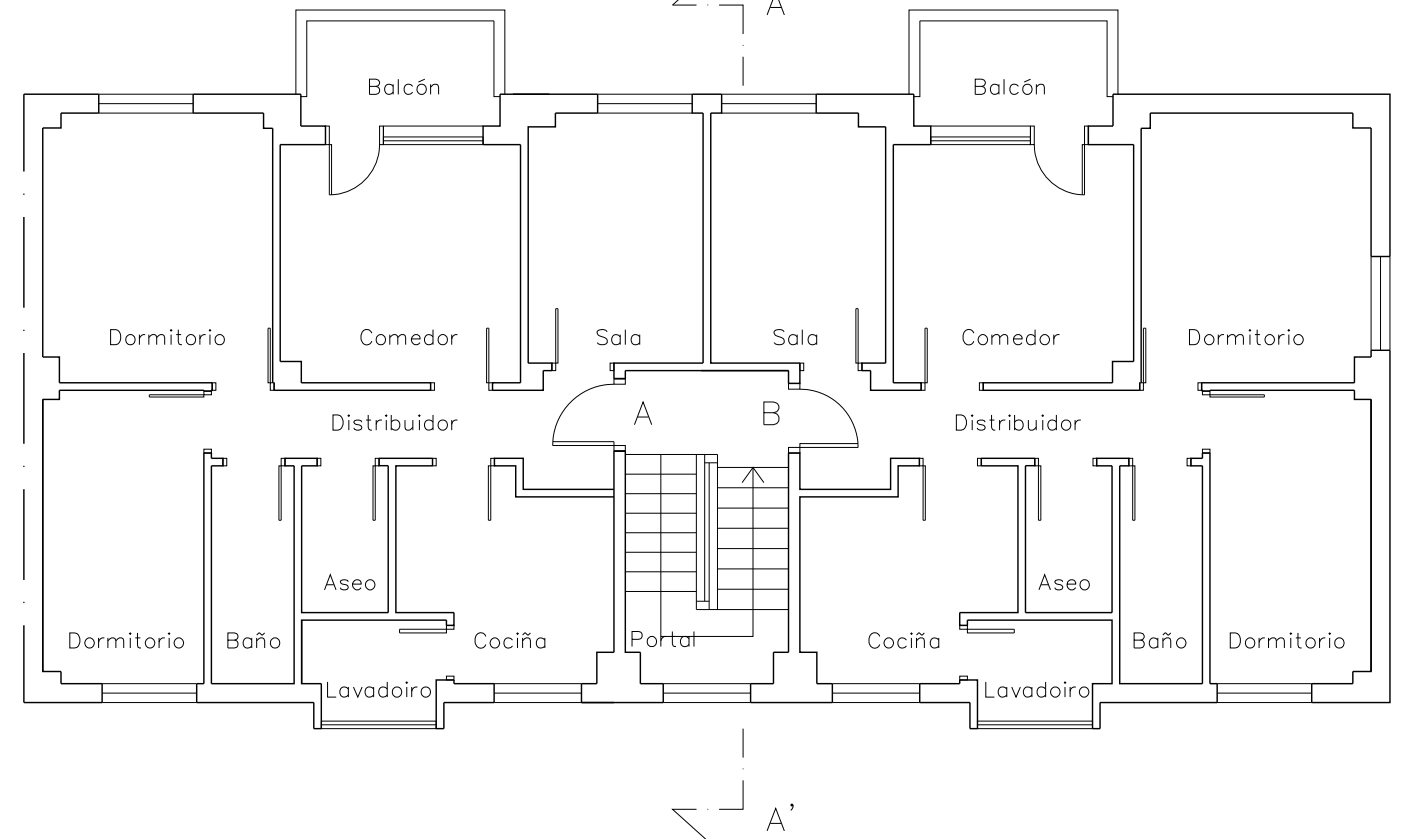 A
Balcón Balcón
Dormitorio Comedor Sala Sala Comedor Dormitorio
A B
Distribuidor Distribuidor
Aseo Aseo
Dormitorio Baño Cociña Portal Cociña Baño Dormitorio
Lavadoiro Lavadoiro
A'